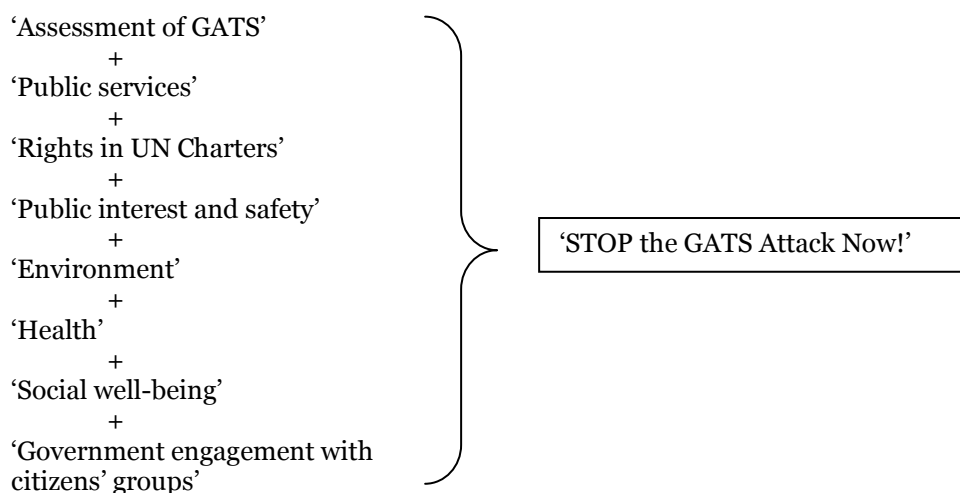 ‘Assessment of GATS’
+
‘Public services’
+
‘Rights in UN Charters’
+
‘Public interest and safety’
+
‘Environment’
+
‘Health’
+
‘Social well-being’
+
‘Government engagement with
citizens’ groups’
‘STOP the GATS Attack Now!’